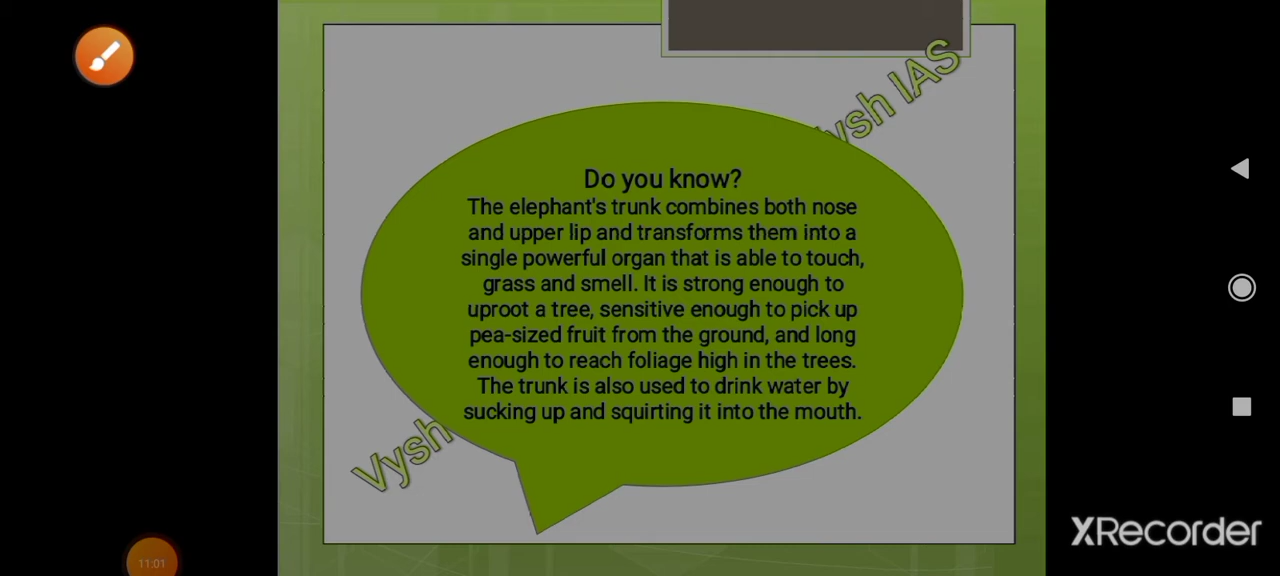 Vysh IAS
Do you know?
The elephant's trunk combines both nose
and upper lip and transforms them into a
single powerful organ that is able to touch,
grass and smell. It is strong enough to
uproot a tree, sensitive enough to pick up
pea-sized fruit from the ground, and long
enough to reach foliage high in the trees.
The trunk is also used to drink water by
sucking up and squirting it into the mouth.
Vysh
XRecorder
11:01